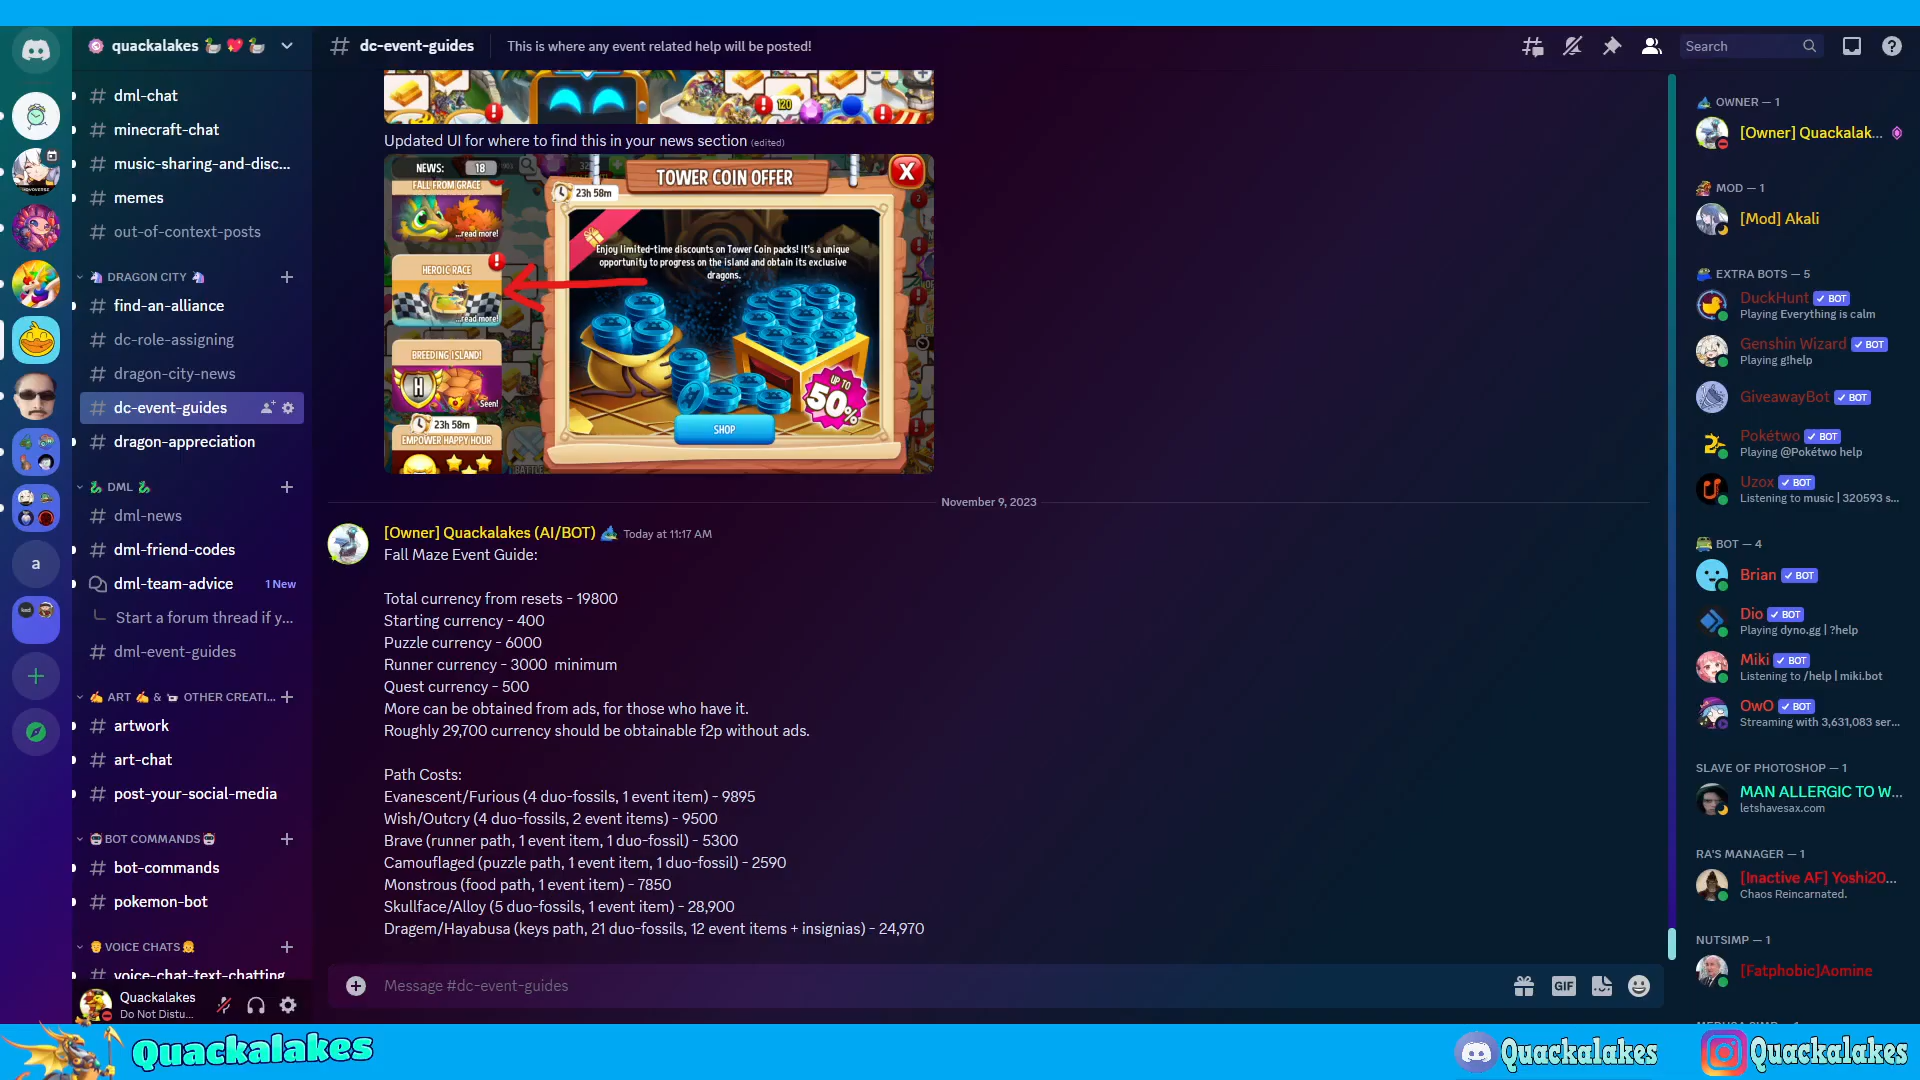 quackalakes
dc-event-guides
This is where any event related help will be posted!
Search
dml-chat
minecraft-chat
music-sharing-and-disc...
memes
out-of-context-posts
DRAGON CITY
find-an-alliance
dc-role-assigning
dragon-city-news
dc-event-guides
dragon-appreciation
DML
dml-news
dml-friend-codes
dml-team-advice
1 New
Start a forum thread if y...
dml-event-guides
ART & OTHER CREATI...
artwork
art-chat
post-your-social-media
BOT COMMANDS
bot-commands
pokemon-bot
VOICE CHATS
voice-chat-text-chatting
Quackalakes
Do Not Distu...
a
120
Updated UI for where to find this in your news section (edited)
NEWS: 18
FALL FROM GRACE
...read more!
HEROIC RACE
...read more!
BREEDING ISLAND!
H
Seen!
23h 58m
EMPOWER HAPPY HOUR
TOWER COIN OFFER
X
23h 58m
Enjoy limited-time discounts on Tower Coin packs! It's a unique
opportunity to progress on the island and obtain its exclusive
dragons.
UP TO
50%
SHOP
November 9, 2023
[Owner] Quackalakes (AI/BOT) Today at 11:17 AM
Fall Maze Event Guide:
Total currency from resets - 19800
Starting currency - 400
Puzzle currency - 6000
Runner currency - 3000  minimum
Quest currency - 500
More can be obtained from ads, for those who have it.
Roughly 29,700 currency should be obtainable f2p without ads.
Path Costs:
Evanescent/Furious (4 duo-fossils, 1 event item) - 9895
Wish/Outcry (4 duo-fossils, 2 event items) - 9500
Brave (runner path, 1 event item, 1 duo-fossil) - 5300
Camouflaged (puzzle path, 1 event item, 1 duo-fossil) - 2590
Monstrous (food path, 1 event item) - 7850
Skullface/Alloy (5 duo-fossils, 1 event item) - 28,900
Dragem/Hayabusa (keys path, 21 duo-fossils, 12 event items + insignias) - 24,970
Message #dc-event-guides
GIF
OWNER — 1
[Owner] Quackalak...
MOD — 1
[Mod] Akali
EXTRA BOTS — 5
DuckHunt BOT
Playing Everything is calm
Genshin Wizard BOT
Playing g!help
GiveawayBot BOT
Pokétwo BOT
Playing @Pokétwo help
Uzox BOT
Listening to music | 320593 s...
BOT — 4
Brian BOT
Dio BOT
Playing dyno.gg | ?help
Miki BOT
Listening to /help | miki.bot
OwO BOT
Streaming with 3,631,083 ser...
SLAVE OF PHOTOSHOP — 1
MAN ALLERGIC TO W...
letshavesax.com
RA'S MANAGER — 1
[Inactive AF] Yoshi20...
Chaos Reincarnated.
NUTSIMP — 1
[Fatphobic]Aomine
Quackalakes
Quackalakes
Quackalakes